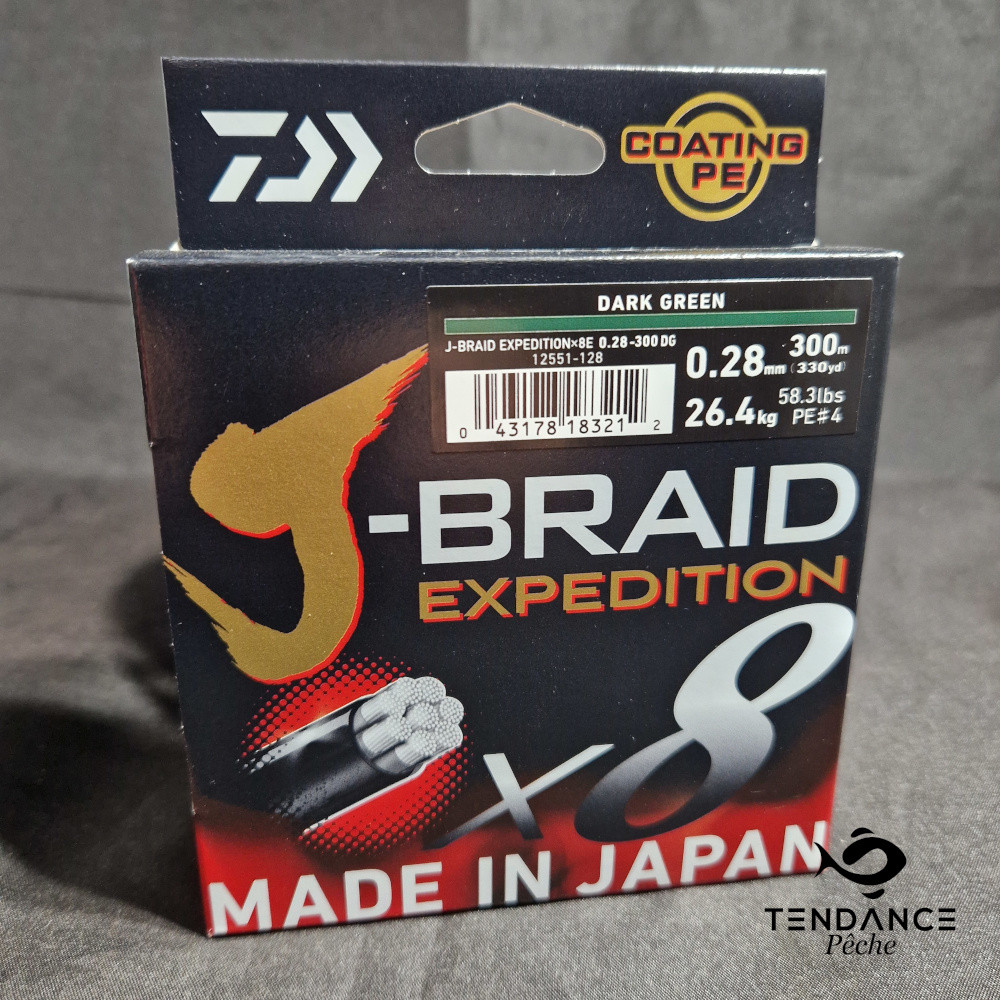 COATING
PE
DARK GREEN
J-BRAID EXPEDITION×8E 0.28-300 DG
12551-128
0.28mm
300m
(330yd)
26.4kg
58.3lbs
PE#4
0 43178 18321 2
J-BRAID
EXPEDITION
×8
MADE IN JAPAN
TENDANCE
Pêche